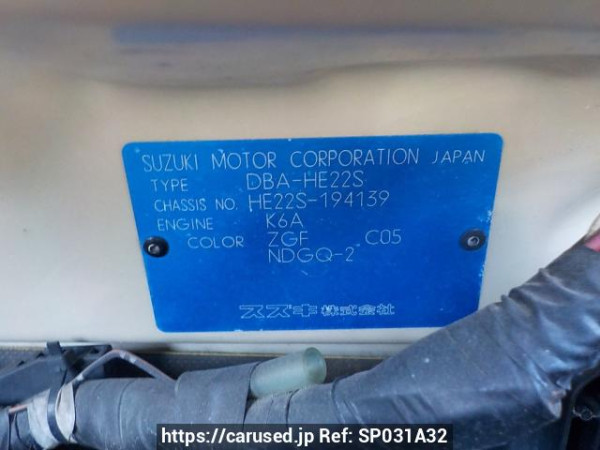 SUZUKI MOTOR CORPORATION JAPAN
TYPE DBA-HE22S
CHASSIS NO. HE22S-194139
ENGINE K6A
COLOR ZGF C05
NDGQ-2
スズキ株式会社
https://carused.jp Ref: SP031A32